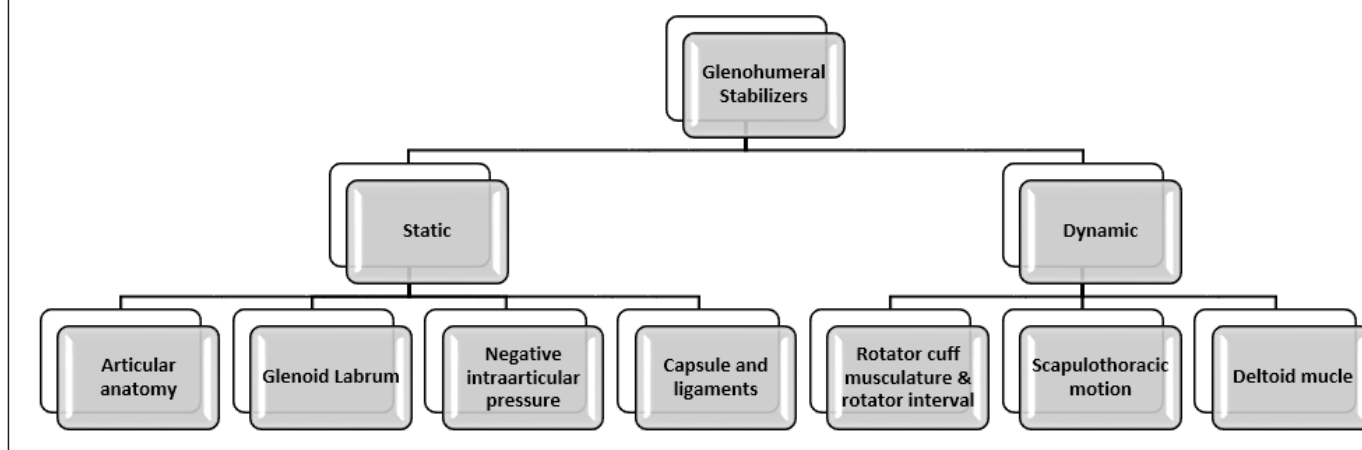 Glenohumeral
Stabilizers
Static
Dynamic
Articular
anatomy
Glenoid Labrum
Negative
intraarticular
pressure
Capsule and
ligaments
Rotator cuff
musculature &
rotator interval
Scapulothoracic
motion
Deltoid mucle